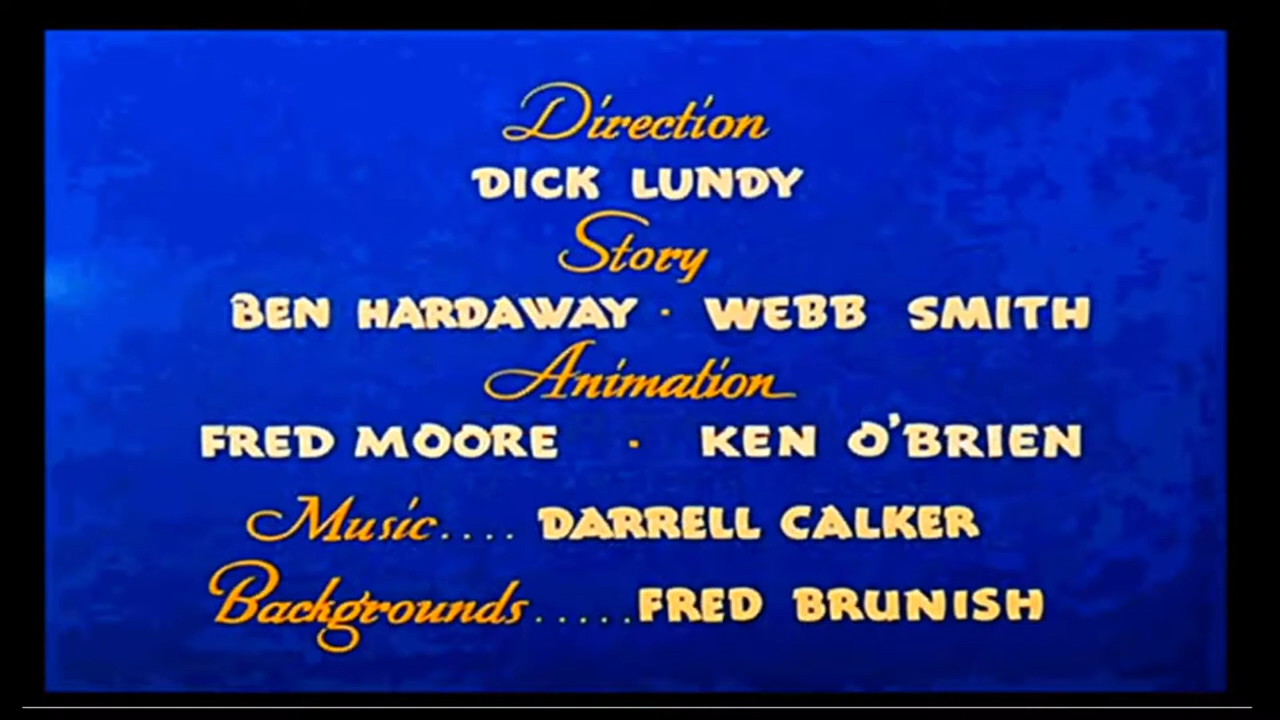 Direction
DICK LUNDY
Story
BEN HARDAWAY · WEBB SMITH
Animation
FRED MOORE · KEN O'BRIEN
Music.... DARRELL CALKER
Backgrounds.....FRED BRUNISH